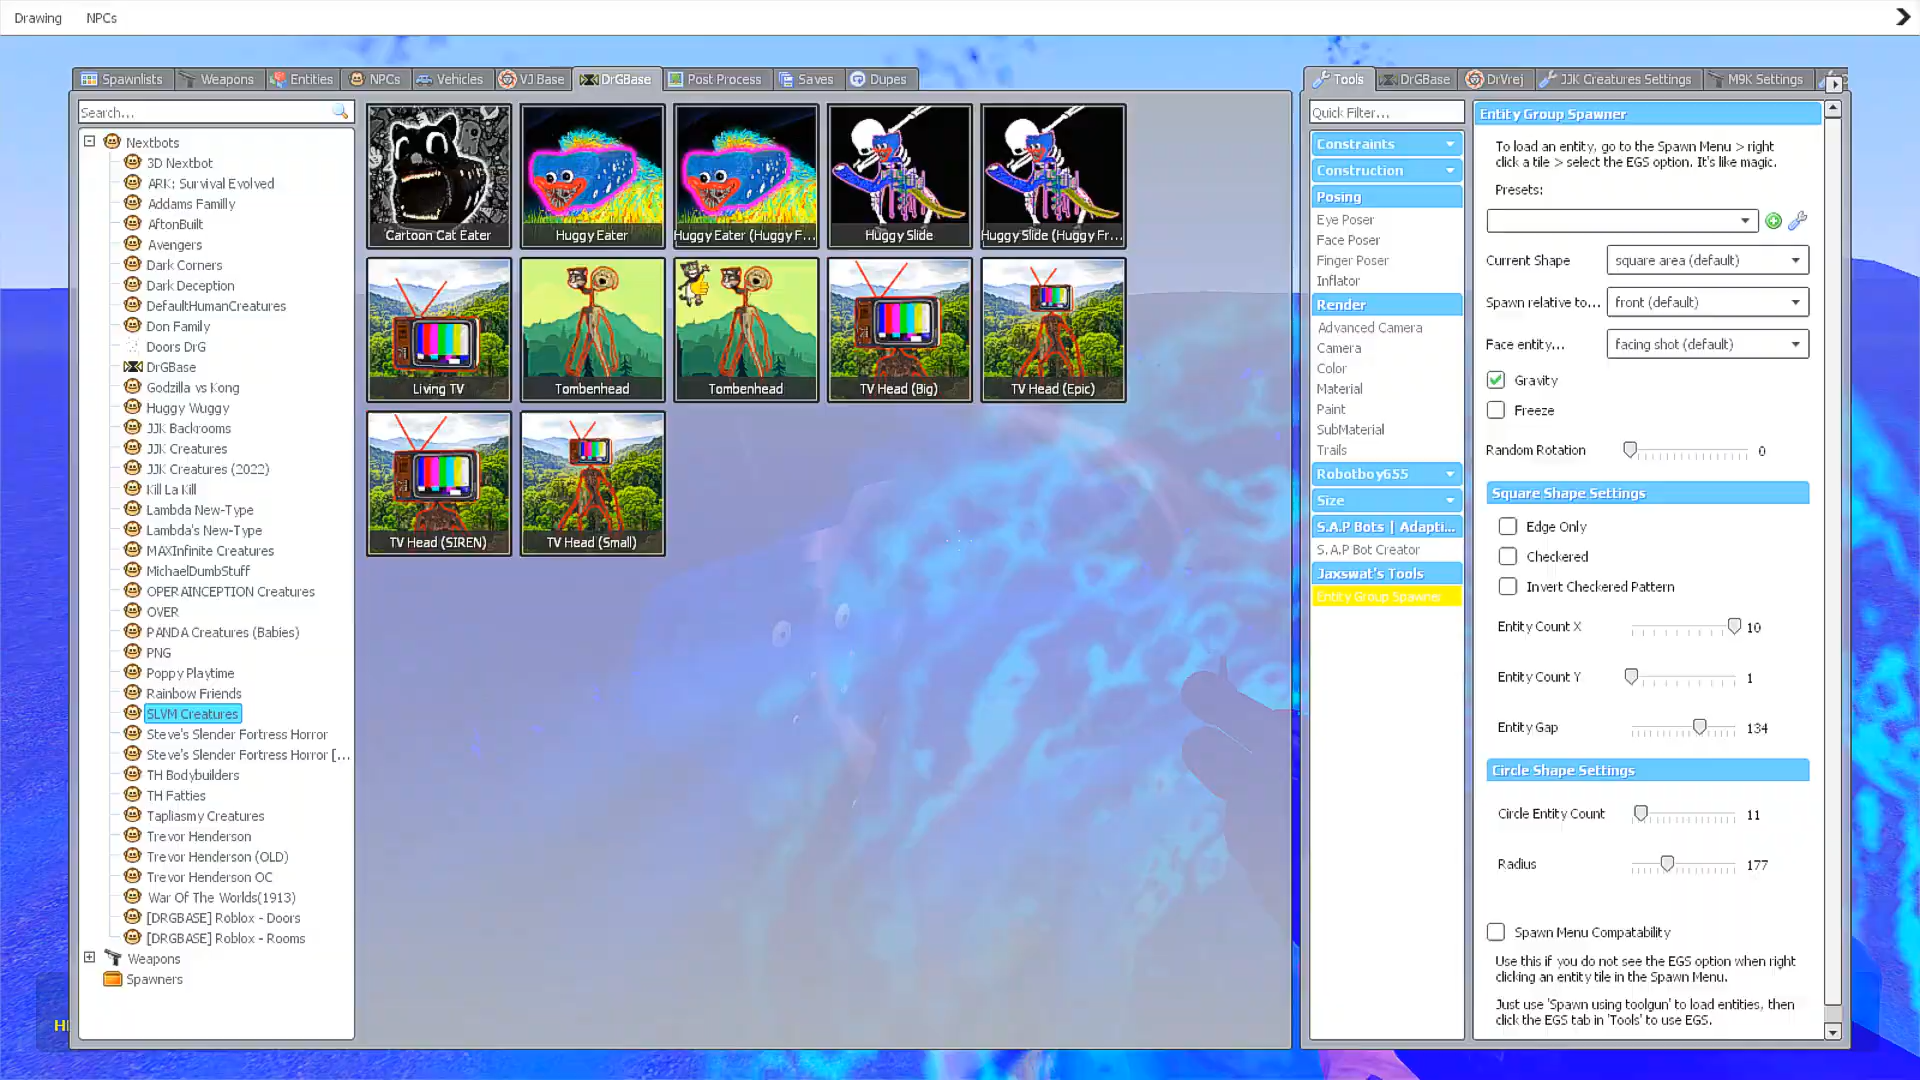 Drawing NPCs
Spawnlists Weapons Entities NPCs Vehicles VJ Base DrGBase Post Process Saves Dupes
Search...
Nextbots
3D Nextbot
ARK: Survival Evolved
Addams Familly
AftonBuilt
Avengers
Dark Corners
Dark Deception
DefaultHumanCreatures
Don Family
Doors DrG
DrGBase
Godzilla vs Kong
Huggy Wuggy
JJK Backrooms
JJK Creatures
JJK Creatures (2022)
Kill La Kill
Lambda New-Type
Lambda's New-Type
MAXInfinite Creatures
MichaelDumbStuff
OPERAINCEPTION Creatures
OVER
PANDA Creatures (Babies)
PNG
Poppy Playtime
Rainbow Friends
SLVM Creatures
Steve's Slender Fortress Horror
Steve's Slender Fortress Horror [...
TH Bodybuilders
TH Fatties
Tapliasmy Creatures
Trevor Henderson
Trevor Henderson (OLD)
Trevor Henderson OC
War Of The Worlds(1913)
[DRGBASE] Roblox - Doors
[DRGBASE] Roblox - Rooms
Weapons
Spawners
Cartoon Cat Eater
Huggy Eater
Huggy Eater (Huggy F...
Huggy Slide
Huggy Slide (Huggy Fr...
Living TV
Tombenhead
Tombenhead
TV Head (Big)
TV Head (Epic)
TV Head (SIREN)
TV Head (Small)
Tools DrGBase DrVrej JJK Creatures Settings M9K Settings
Quick Filter...
Constraints
Construction
Posing
Eye Poser
Face Poser
Finger Poser
Inflator
Render
Advanced Camera
Camera
Color
Material
Paint
SubMaterial
Trails
Robotboy655
Size
S.A.P Bots | Adapti...
S.A.P Bot Creator
Jaxswat's Tools
Entity Group Spawner
Entity Group Spawner
To load an entity, go to the Spawn Menu > right
click a tile > select the EGS option. It's like magic.
Presets:
Current Shape square area (default)
Spawn relative to... front (default)
Face entity... facing shot (default)
Gravity
Freeze
Random Rotation 0
Square Shape Settings
Edge Only
Checkered
Invert Checkered Pattern
Entity Count X 10
Entity Count Y 1
Entity Gap 134
Circle Shape Settings
Circle Entity Count 11
Radius 177
Spawn Menu Compatability
Use this if you do not see the EGS option when right
clicking an entity tile in the Spawn Menu.
Just use 'Spawn using toolgun' to load entities, then
click the EGS tab in 'Tools' to use EGS.